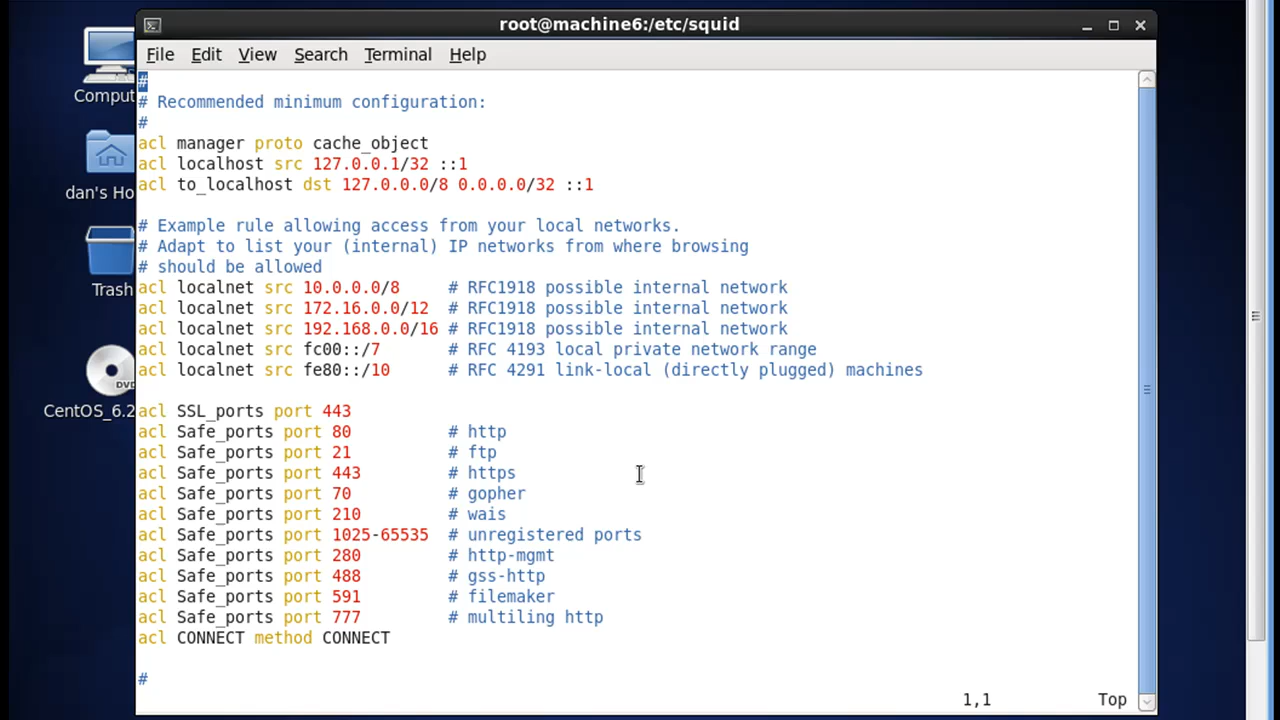 root@machine6:/etc/squid
File Edit View Search Terminal Help
Comput
dan's Ho
Trash
DVD
CentOS_6.2
#
# Recommended minimum configuration:
#
acl manager proto cache_object
acl localhost src 127.0.0.1/32 ::1
acl to_localhost dst 127.0.0.0/8 0.0.0.0/32 ::1
# Example rule allowing access from your local networks.
# Adapt to list your (internal) IP networks from where browsing
# should be allowed
acl localnet src 10.0.0.0/8 # RFC1918 possible internal network
acl localnet src 172.16.0.0/12 # RFC1918 possible internal network
acl localnet src 192.168.0.0/16 # RFC1918 possible internal network
acl localnet src fc00::/7 # RFC 4193 local private network range
acl localnet src fe80::/10 # RFC 4291 link-local (directly plugged) machines
acl SSL_ports port 443
acl Safe_ports port 80 # http
acl Safe_ports port 21 # ftp
acl Safe_ports port 443 # https
acl Safe_ports port 70 # gopher
acl Safe_ports port 210 # wais
acl Safe_ports port 1025-65535 # unregistered ports
acl Safe_ports port 280 # http-mgmt
acl Safe_ports port 488 # gss-http
acl Safe_ports port 591 # filemaker
acl Safe_ports port 777 # multiling http
acl CONNECT method CONNECT
#
1,1 Top